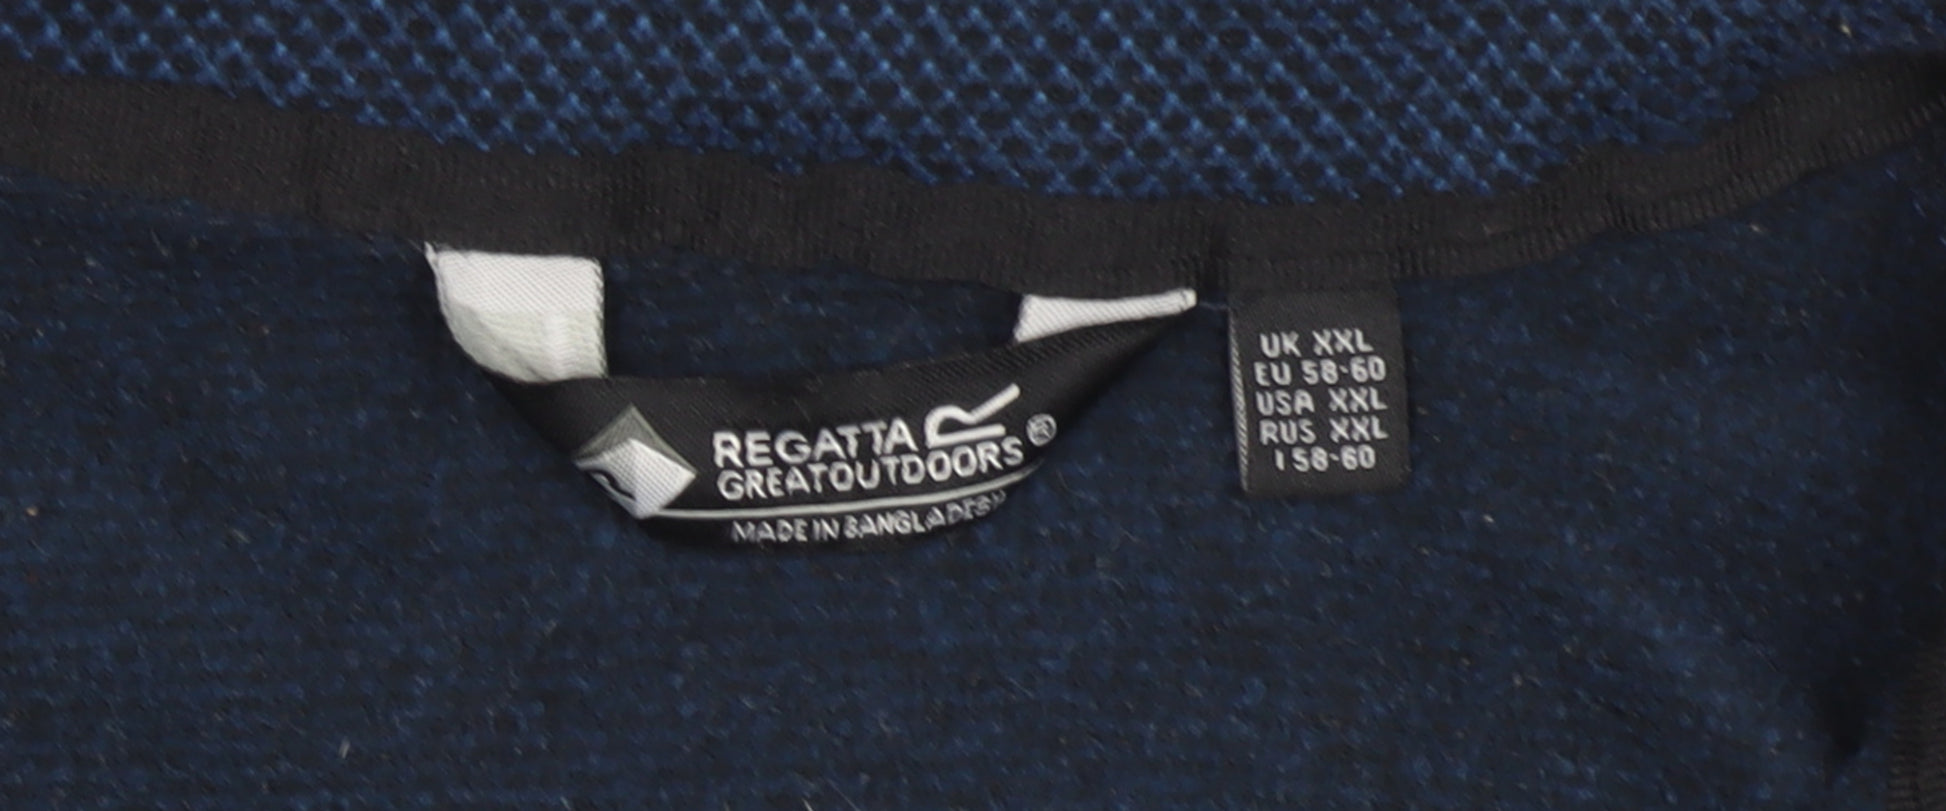 REGATTA R
GREATOUTDOORS®
MADE IN BANGLADESH
UK XXL
EU 58-60
USA XXL
RUS XXL
I 58-60